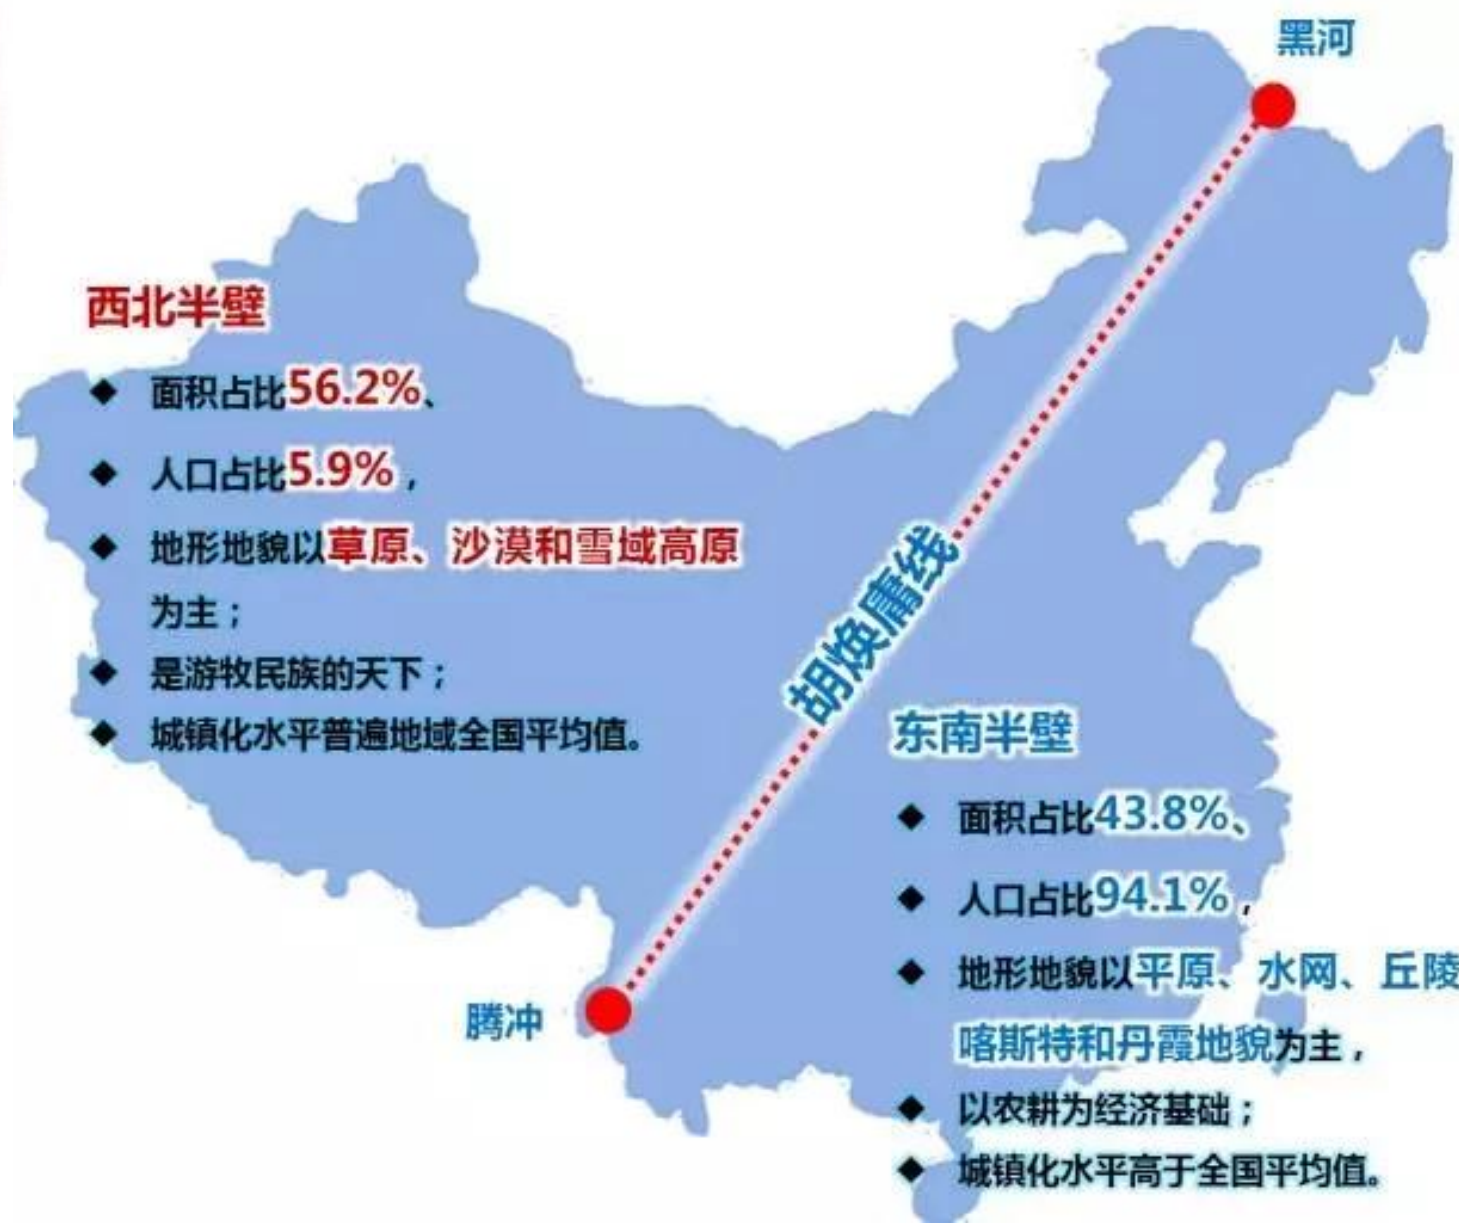 黑河
西北半壁
◆ 面积占比56.2%、
◆ 人口占比5.9%，
◆ 地形地貌以草原、沙漠和雪域高原
为主；
◆ 是游牧民族的天下；
◆ 城镇化水平普遍地域全国平均值。
胡焕庸线
腾冲
东南半壁
◆ 面积占比43.8%、
◆ 人口占比94.1%，
◆ 地形地貌以平原、水网、丘陵
喀斯特和丹霞地貌为主，
◆ 以农耕为经济基础；
◆ 城镇化水平高于全国平均值。